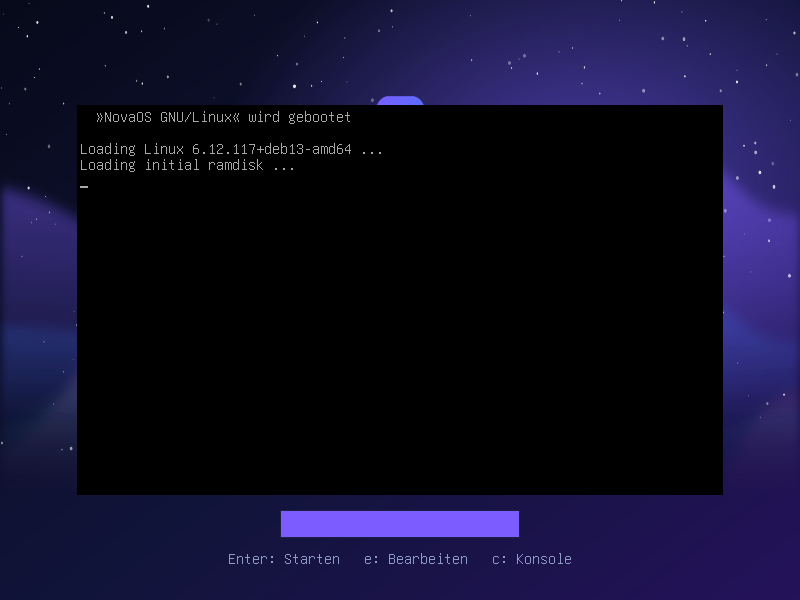 »NovaOS GNU/Linux« wird gebootet
Loading Linux 6.12.117+deb13-amd64 ...
Loading initial ramdisk ...
Enter: Starten e: Bearbeiten c: Konsole